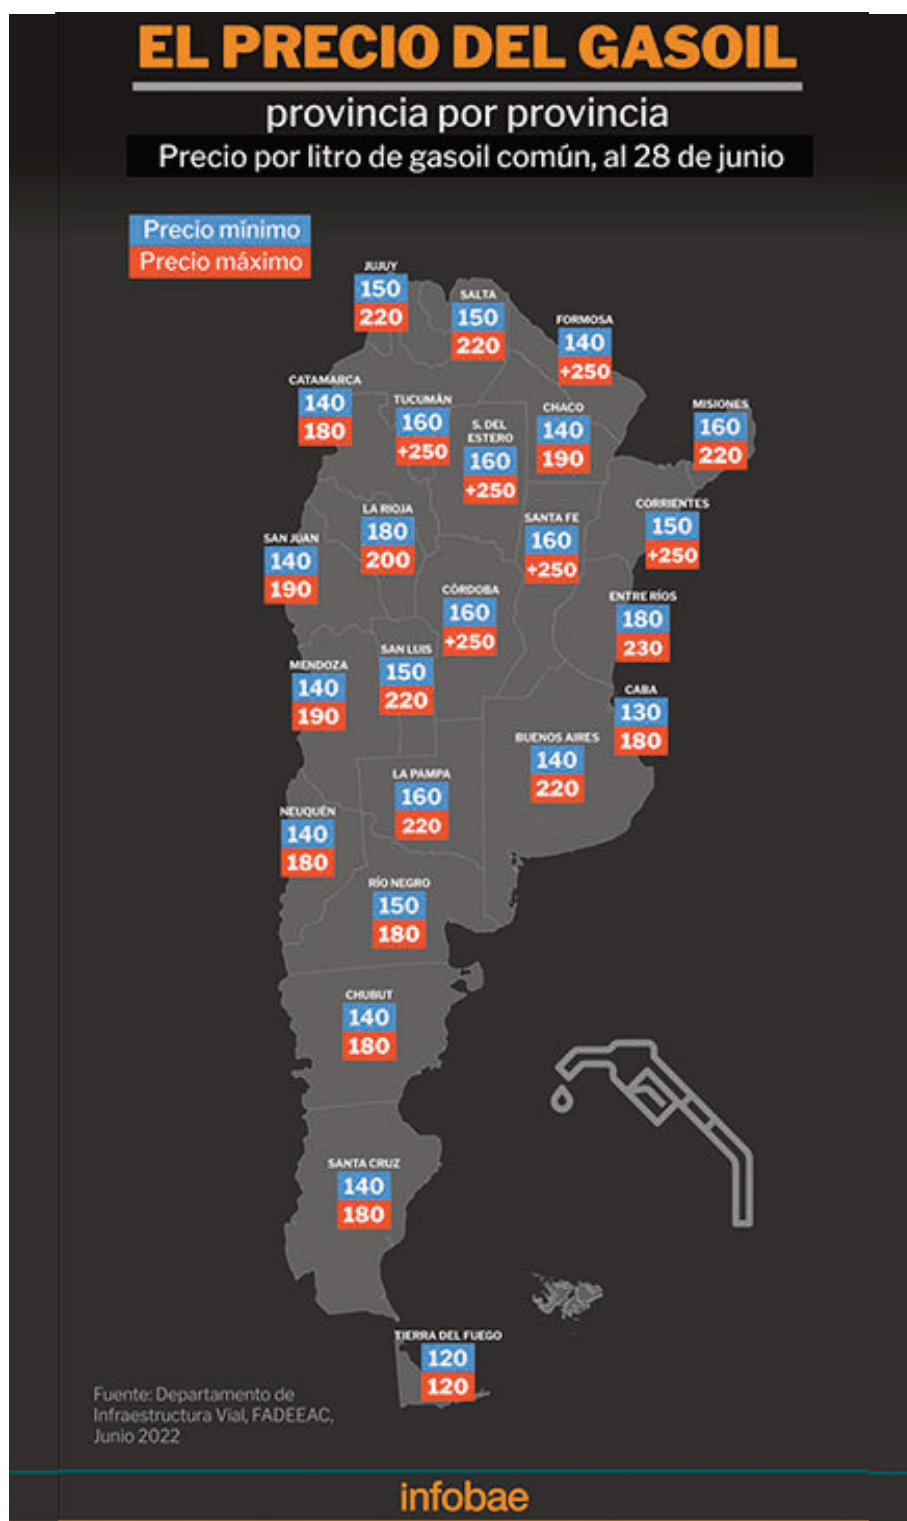 EL PRECIO DEL GASOIL
provincia por provincia
Precio por litro de gasoil común, al 28 de junio
Precio mínimo
Precio máximo
JUJUY
150
220
SALTA
150
220
FORMOSA
140
+250
CATAMARCA
140
180
TUCUMÁN
160
+250
S. DEL
ESTERO
160
+250
CHACO
140
190
MISIONES
160
220
LA RIOJA
180
200
SANTA FE
160
+250
CORRIENTES
150
+250
SAN JUAN
140
190
CÓRDOBA
160
+250
ENTRE RÍOS
180
230
MENDOZA
140
190
SAN LUIS
150
220
CABA
130
180
BUENOS AIRES
140
220
LA PAMPA
160
220
NEUQUÉN
140
180
RÍO NEGRO
150
180
CHUBUT
140
180
SANTA CRUZ
140
180
TIERRA DEL FUEGO
120
120
Fuente: Departamento de
Infraestructura Vial, FADEEAC,
Junio 2022
infobae